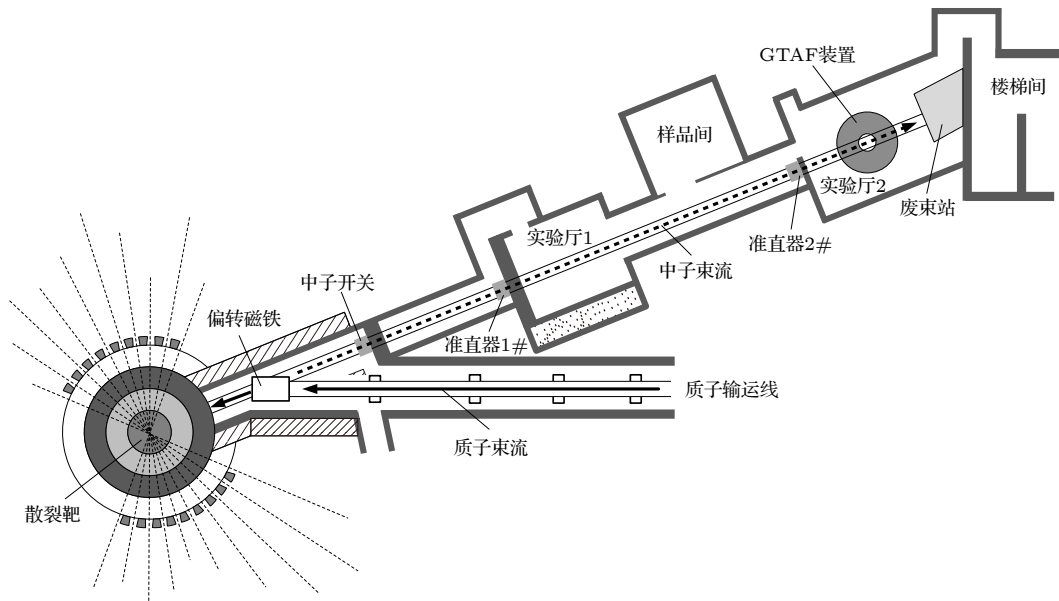 GTAF装置
楼梯间
样品间
实验厅2
废束站
实验厅1
准直器2#
中子束流
中子开关
偏转磁铁
准直器1#
质子输运线
质子束流
散裂靶